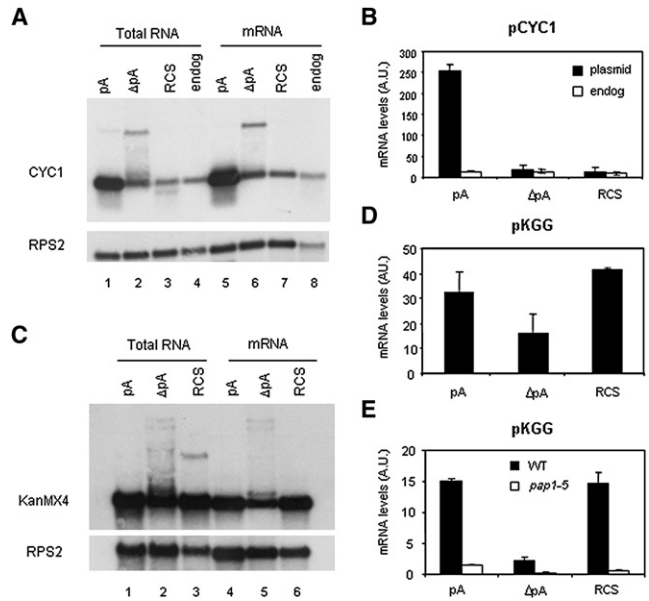 A
Total RNA mRNA
pA ΔpA RCS endog pA ΔpA RCS endog
CYC1
RPS2
1 2 3 4 5 6 7 8
B
pCYC1
mRNA levels (A.U.)
300
250
200
150
100
50
0
plasmid
endog
pA ΔpA RCS
D
pKGG
mRNA levels (AU.)
50
40
30
20
10
0
pA ΔpA RCS
C
Total RNA mRNA
pA ΔpA RCS pA ΔpA RCS
KanMX4
RPS2
1 2 3 4 5 6
E
pKGG
mRNA levels (A.U.)
20
15
10
5
0
WT
pap1-5
pA ΔpA RCS